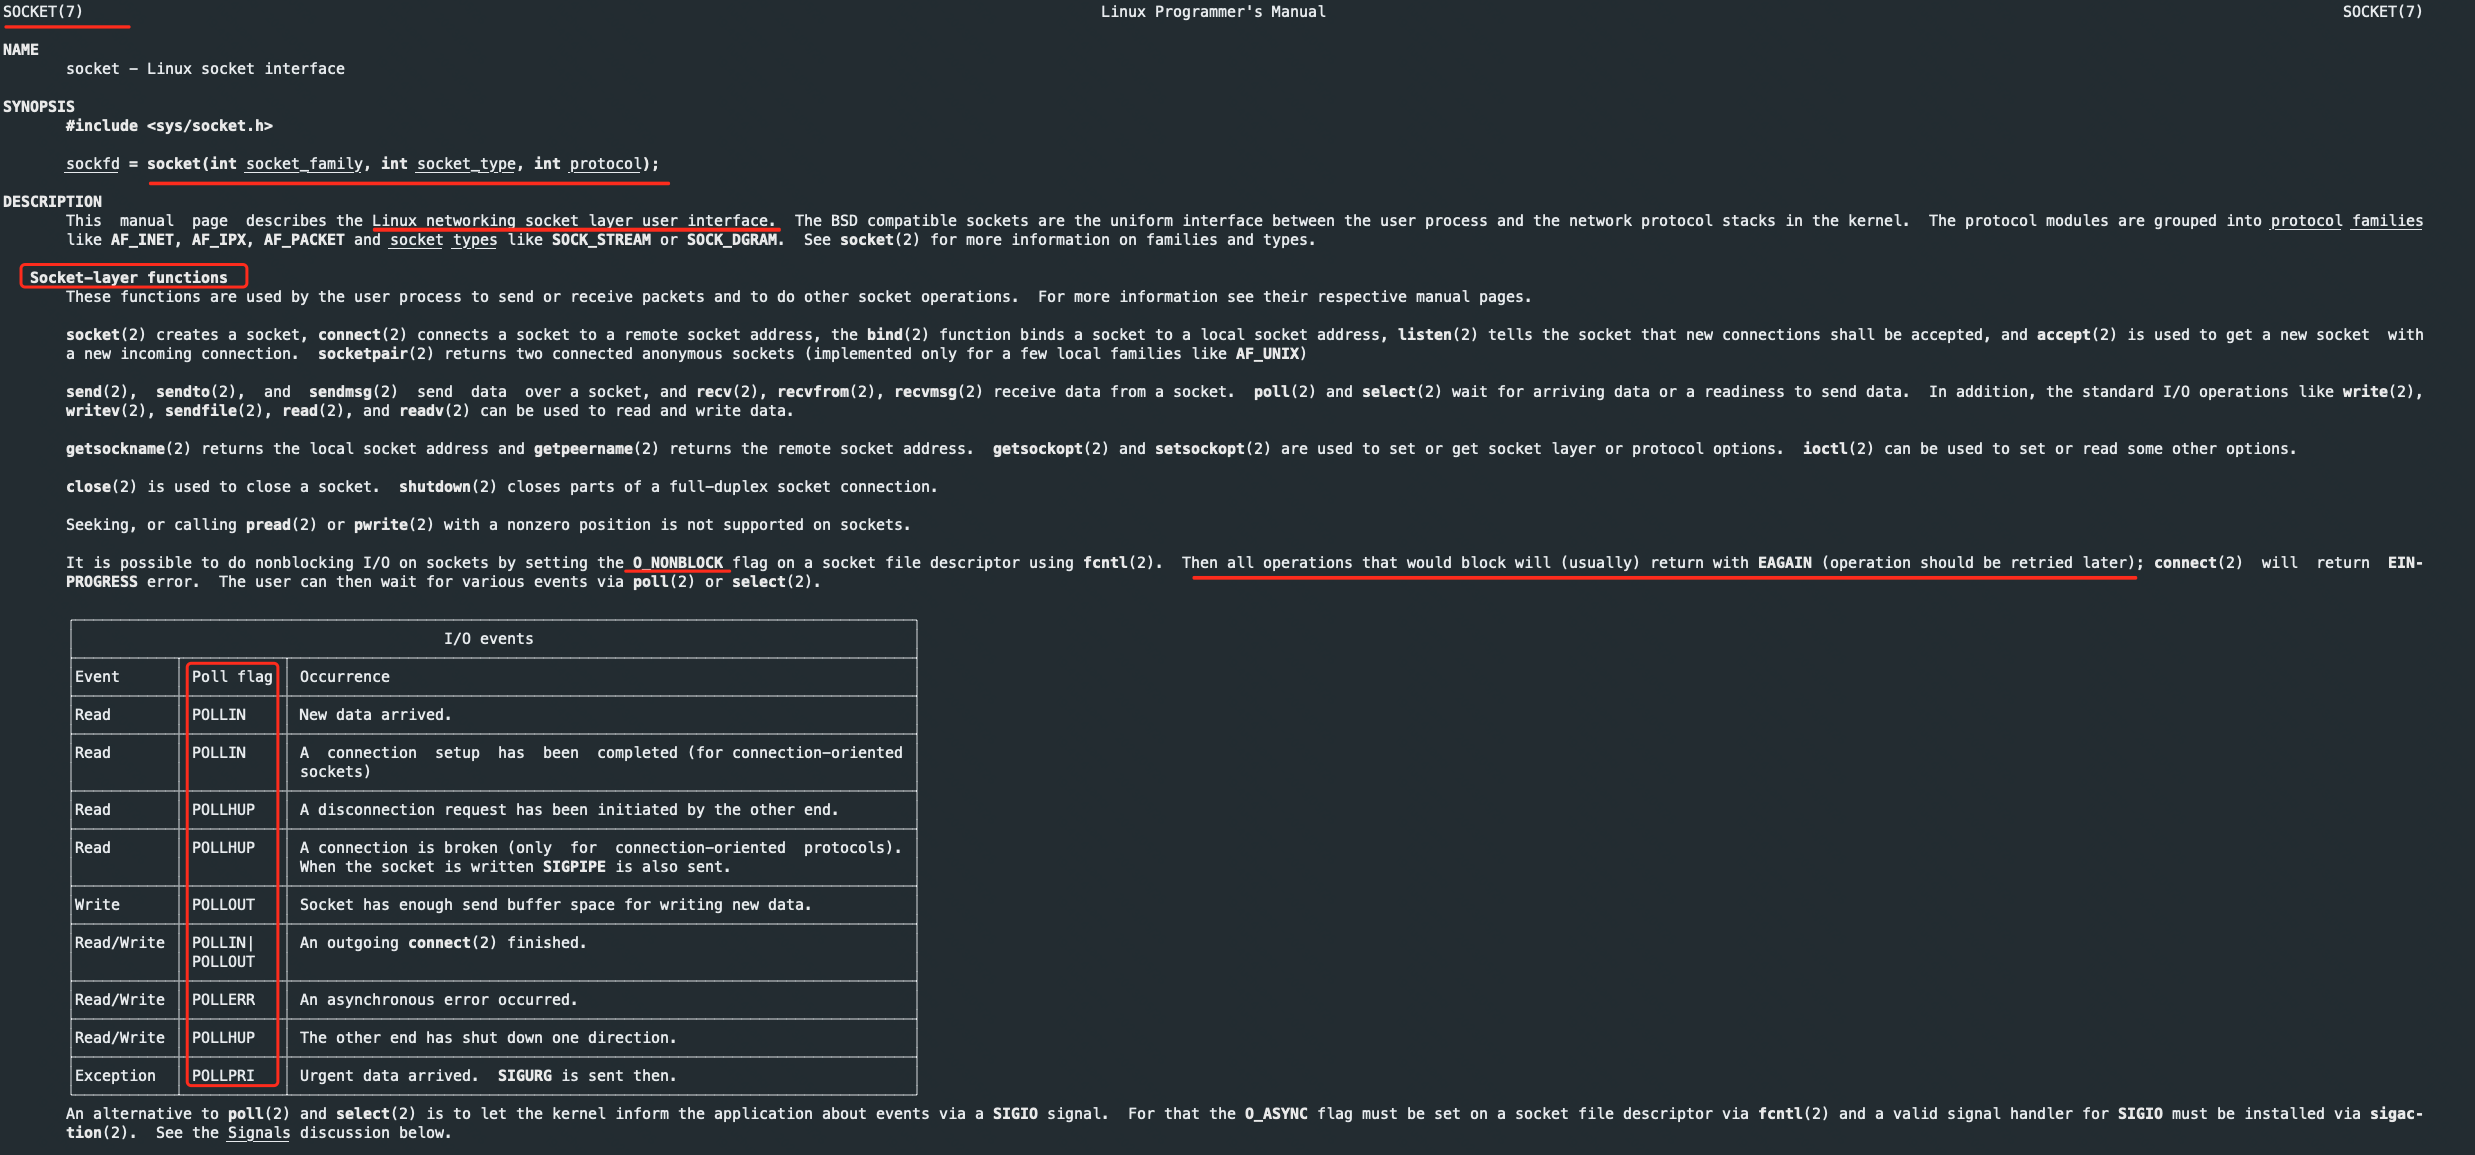 SOCKET(7) Linux Programmer's Manual SOCKET(7)
NAME
socket – Linux socket interface
SYNOPSIS
#include <sys/socket.h>
sockfd = socket(int socket_family, int socket_type, int protocol);
DESCRIPTION
This manual page describes the Linux networking socket layer user interface. The BSD compatible sockets are the uniform interface between the user process and the network protocol stacks in the kernel. The protocol modules are grouped into protocol families
like AF_INET, AF_IPX, AF_PACKET and socket types like SOCK_STREAM or SOCK_DGRAM. See socket(2) for more information on families and types.
Socket–layer functions
These functions are used by the user process to send or receive packets and to do other socket operations. For more information see their respective manual pages.
socket(2) creates a socket, connect(2) connects a socket to a remote socket address, the bind(2) function binds a socket to a local socket address, listen(2) tells the socket that new connections shall be accepted, and accept(2) is used to get a new socket with
a new incoming connection. socketpair(2) returns two connected anonymous sockets (implemented only for a few local families like AF_UNIX)
send(2), sendto(2), and sendmsg(2) send data over a socket, and recv(2), recvfrom(2), recvmsg(2) receive data from a socket. poll(2) and select(2) wait for arriving data or a readiness to send data. In addition, the standard I/O operations like write(2),
writev(2), sendfile(2), read(2), and readv(2) can be used to read and write data.
getsockname(2) returns the local socket address and getpeername(2) returns the remote socket address. getsockopt(2) and setsockopt(2) are used to set or get socket layer or protocol options. ioctl(2) can be used to set or read some other options.
close(2) is used to close a socket. shutdown(2) closes parts of a full–duplex socket connection.
Seeking, or calling pread(2) or pwrite(2) with a nonzero position is not supported on sockets.
It is possible to do nonblocking I/O on sockets by setting the O_NONBLOCK flag on a socket file descriptor using fcntl(2). Then all operations that would block will (usually) return with EAGAIN (operation should be retried later); connect(2) will return EIN–
PROGRESS error. The user can then wait for various events via poll(2) or select(2).
I/O events
Event Poll flag Occurrence
Read POLLIN New data arrived.
Read POLLIN A connection setup has been completed (for connection–oriented
sockets)
Read POLLHUP A disconnection request has been initiated by the other end.
Read POLLHUP A connection is broken (only for connection–oriented protocols).
When the socket is written SIGPIPE is also sent.
Write POLLOUT Socket has enough send buffer space for writing new data.
Read/Write POLLIN| An outgoing connect(2) finished.
POLLOUT
Read/Write POLLERR An asynchronous error occurred.
Read/Write POLLHUP The other end has shut down one direction.
Exception POLLPRI Urgent data arrived. SIGURG is sent then.
An alternative to poll(2) and select(2) is to let the kernel inform the application about events via a SIGIO signal. For that the O_ASYNC flag must be set on a socket file descriptor via fcntl(2) and a valid signal handler for SIGIO must be installed via sigac–
tion(2). See the Signals discussion below.